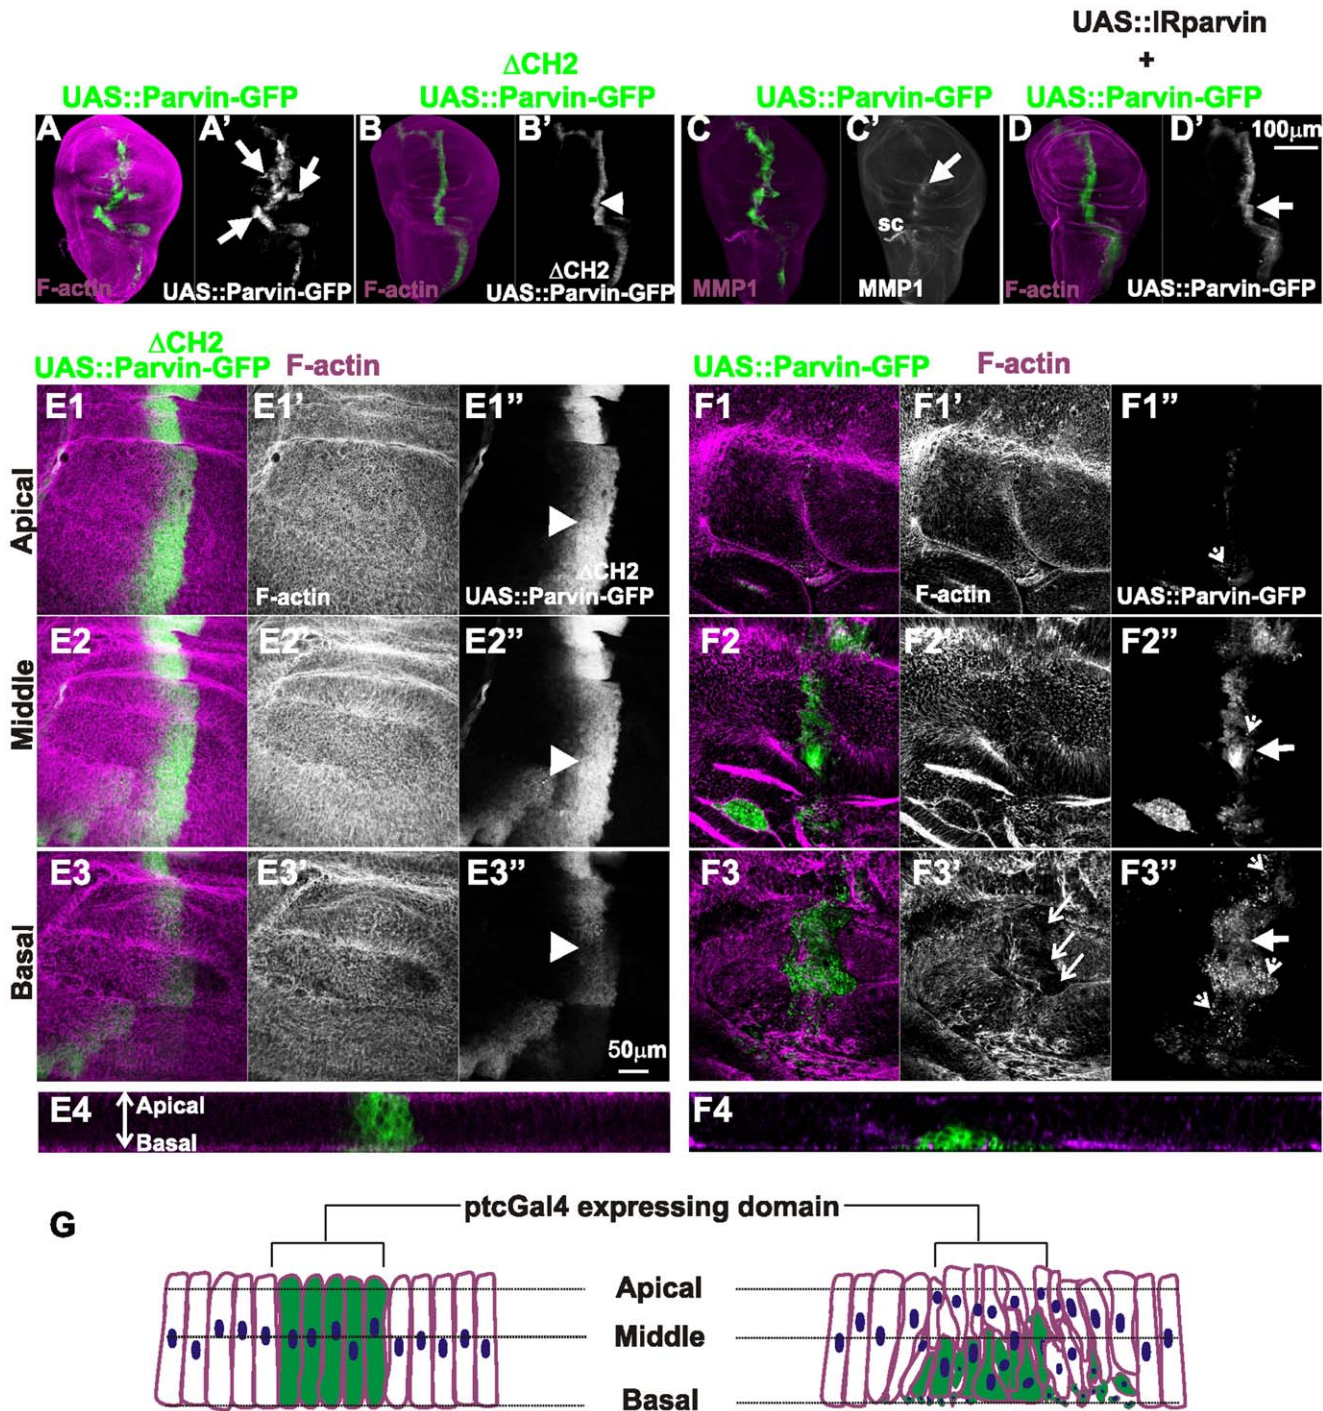 UAS::IRparvin
+
ΔCH2
UAS::Parvin-GFP
UAS::Parvin-GFP
UAS::Parvin-GFP
UAS::Parvin-GFP
A A' B B' C C' D D' 100μm
sc
ΔCH2
F-actin UAS::Parvin-GFP F-actin UAS::Parvin-GFP MMP1 MMP1 F-actin UAS::Parvin-GFP
ΔCH2
UAS::Parvin-GFP F-actin
UAS::Parvin-GFP F-actin
Apical
E1 E1' E1”
F-actin
ΔCH2
UAS::Parvin-GFP
F1 F1' F1”
F-actin UAS::Parvin-GFP
Middle
E2 E2' E2”
F2 F2' F2”
Basal
E3 E3' E3”
50μm
F3 F3' F3”
E4 Apical
Basal
F4
G
ptcGal4 expressing domain
Apical
Middle
Basal